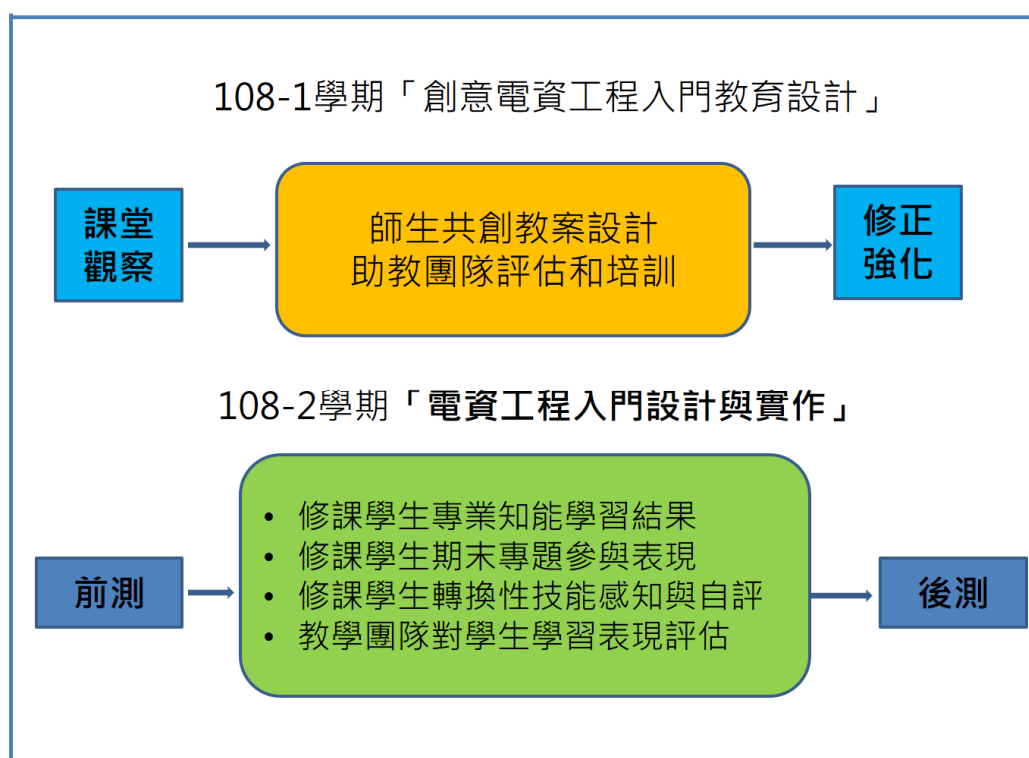 108-1學期「創意電資工程入門教育設計」
課堂
觀察
師生共創教案設計
助教團隊評估和培訓
修正
強化
108-2學期「電資工程入門設計與實作」
前測
• 修課學生專業知能學習結果
• 修課學生期末專題參與表現
• 修課學生轉換性技能感知與自評
• 教學團隊對學生學習表現評估
後測